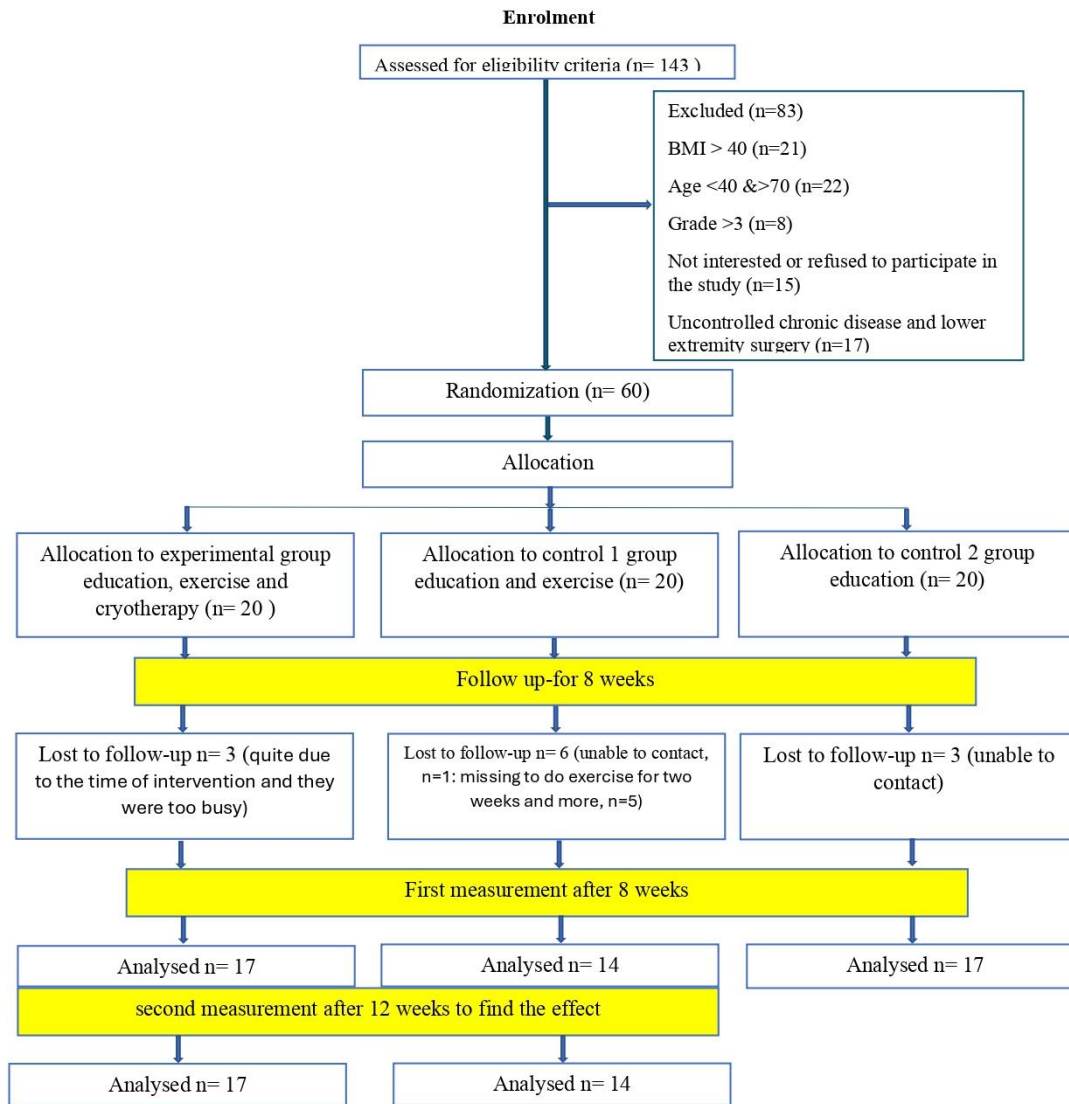 Enrolment
Assessed for eligibility criteria (n= 143 )
Excluded (n=83)
BMI > 40 (n=21)
Age <40 &>70 (n=22)
Grade >3 (n=8)
Not interested or refused to participate in
the study (n=15)
Uncontrolled chronic disease and lower
extremity surgery (n=17)
Randomization (n= 60)
Allocation
Allocation to experimental group
education, exercise and
cryotherapy (n= 20 )
Allocation to control 1 group
education and exercise (n= 20)
Allocation to control 2 group
education (n= 20)
Follow up-for 8 weeks
Lost to follow-up n= 3 (quite due
to the time of intervention and they
were too busy)
Lost to follow-up n= 6 (unable to contact,
n=1: missing to do exercise for two
weeks and more, n=5)
Lost to follow-up n= 3 (unable to
contact)
First measurement after 8 weeks
Analysed n= 17
Analysed n= 14
Analysed n= 17
second measurement after 12 weeks to find the effect
Analysed n= 17
Analysed n= 14